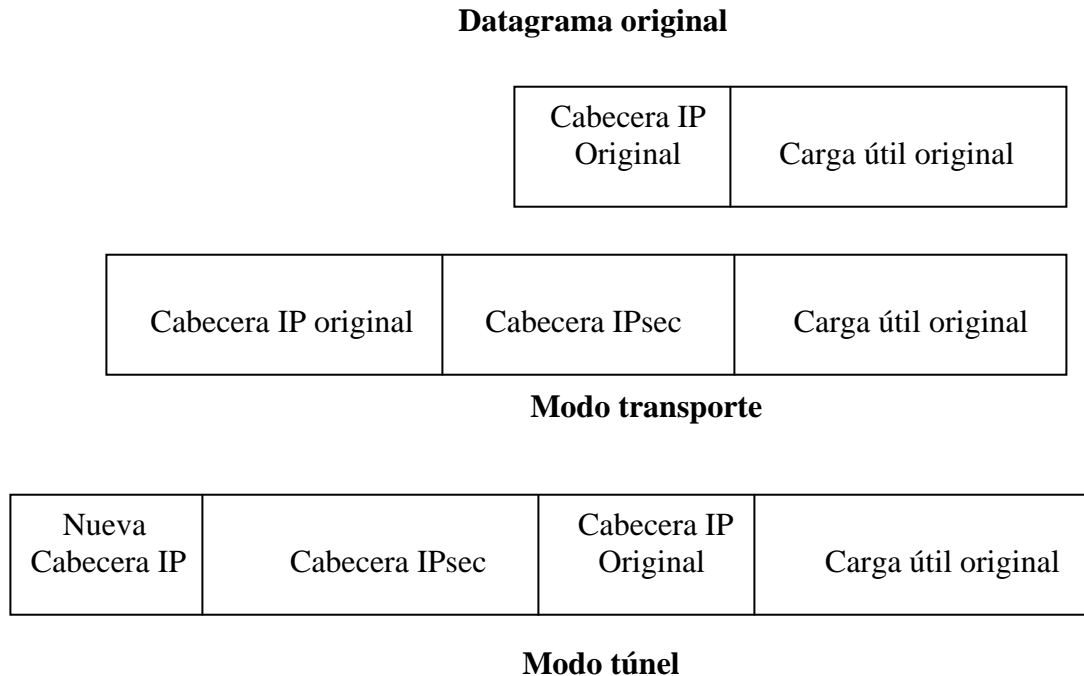 Datagrama original
Cabecera IP
Original
Carga útil original
Cabecera IP original
Cabecera IPsec
Carga útil original
Modo transporte
Nueva
Cabecera IP
Cabecera IPsec
Cabecera IP
Original
Carga útil original
Modo túnel